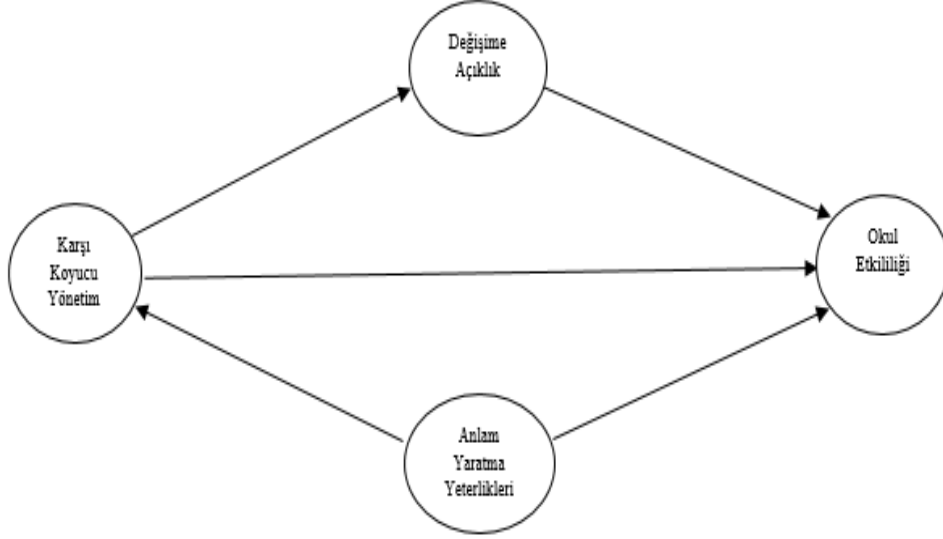 Değişime
Açıklık
Karşı
Koyucu
Yönetim
Okul
Etkililiği
Anlam
Yaratma
Yeterlikleri